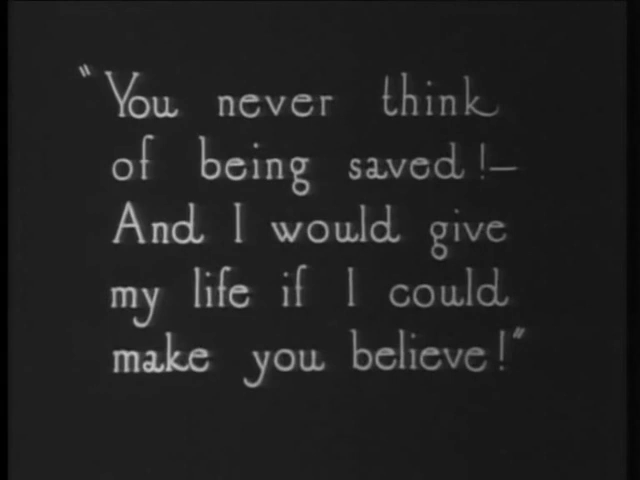 "You never think
of being saved!—
And I would give
my life if I could
make you believe!"